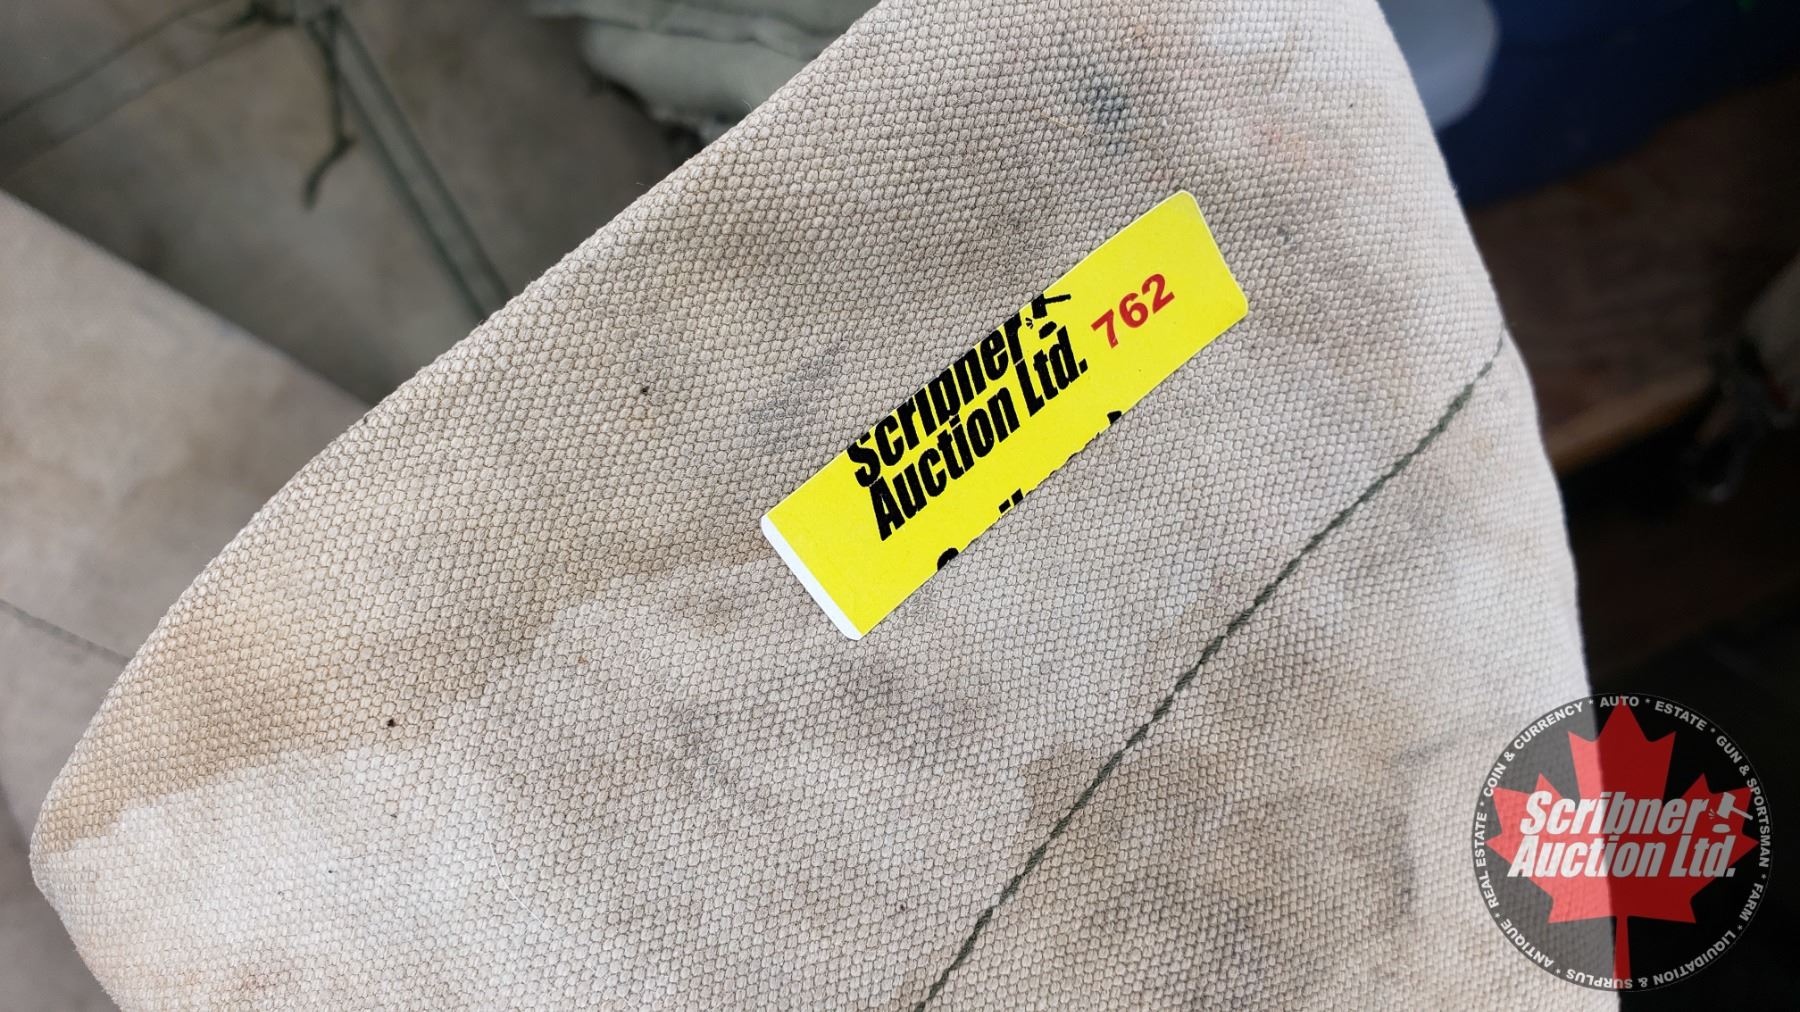 Scribner
Auction Ltd.
762
COIN & CURRENCY * AUTO * ESTATE * GUN & SPORTSMAN * FARM * LIQUIDATION & SURPLUS * ANTIQUE * REAL ESTATE *
Scribner
Auction Ltd.